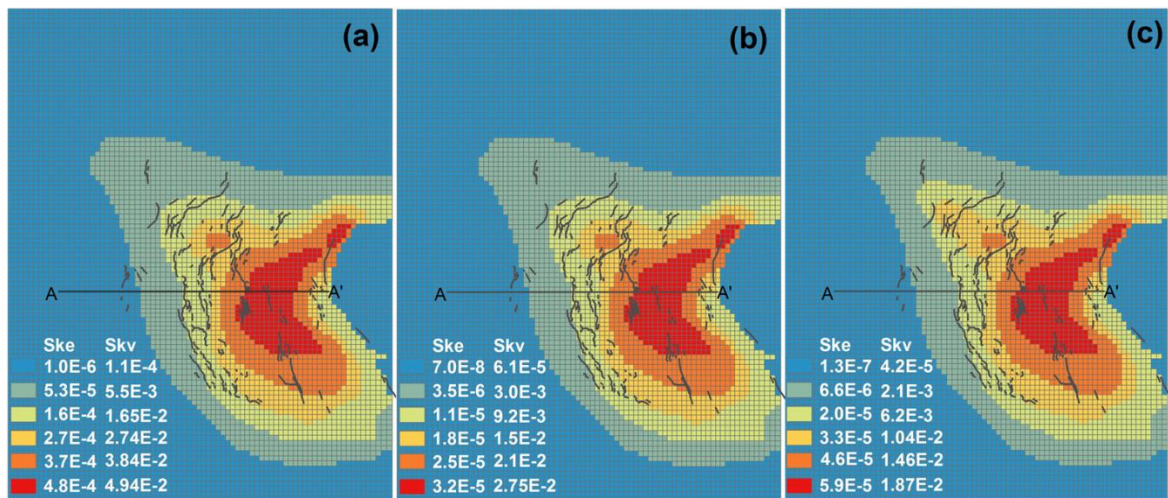 (a)
A A'
Ske Skv
1.0E-6 1.1E-4
5.3E-5 5.5E-3
1.6E-4 1.65E-2
2.7E-4 2.74E-2
3.7E-4 3.84E-2
4.8E-4 4.94E-2
(b)
A A'
Ske Skv
7.0E-8 6.1E-5
3.5E-6 3.0E-3
1.1E-5 9.2E-3
1.8E-5 1.5E-2
2.5E-5 2.1E-2
3.2E-5 2.75E-2
(c)
A A'
Ske Skv
1.3E-7 4.2E-5
6.6E-6 2.1E-3
2.0E-5 6.2E-3
3.3E-5 1.04E-2
4.6E-5 1.46E-2
5.9E-5 1.87E-2